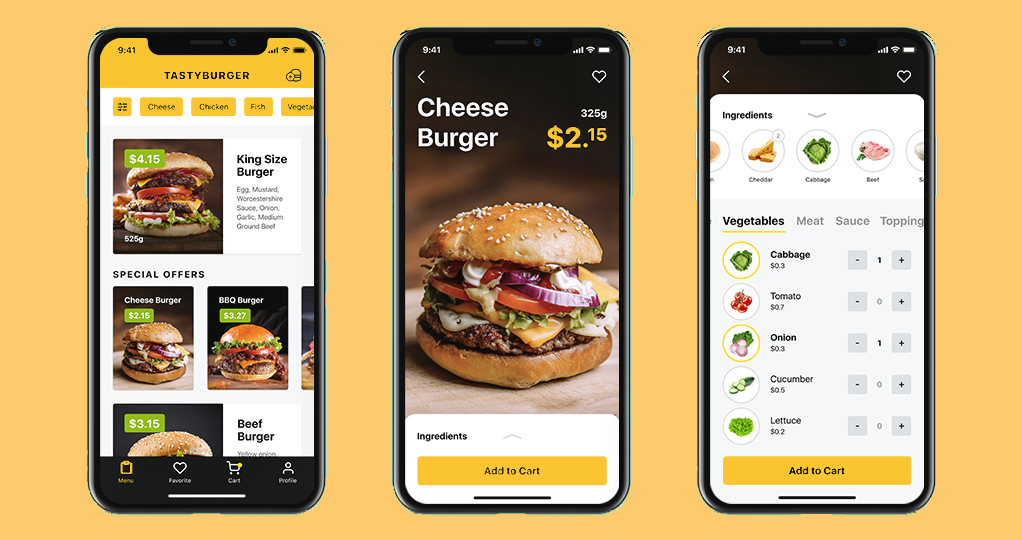 9:41
TASTYBURGER
Cheese
Chicken
Fish
$4.15
King Size
Burger
Egg, Mustard,
Worcestershire
Sauce, Onion,
Garlic, Medium
Ground Beef
525g
SPECIAL OFFERS
Cheese Burger
$2.15
BBQ Burger
$3.27
$3.15
Beef
Burger
Yellow onion
Menu
Favorite
Cart
Profile
9:41
Cheese
Burger
325g
$2.15
Ingredients
Add to Cart
9:41
Ingredients
2
Cheddar
Cabbage
Beef
Vegetables Meat Sauce Topping
Cabbage
$0.3
- 1 +
Tomato
$0.7
- 0 +
Onion
$0.3
- 1 +
Cucumber
$0.5
- 0 +
Lettuce
$0.2
- 0 +
Add to Cart